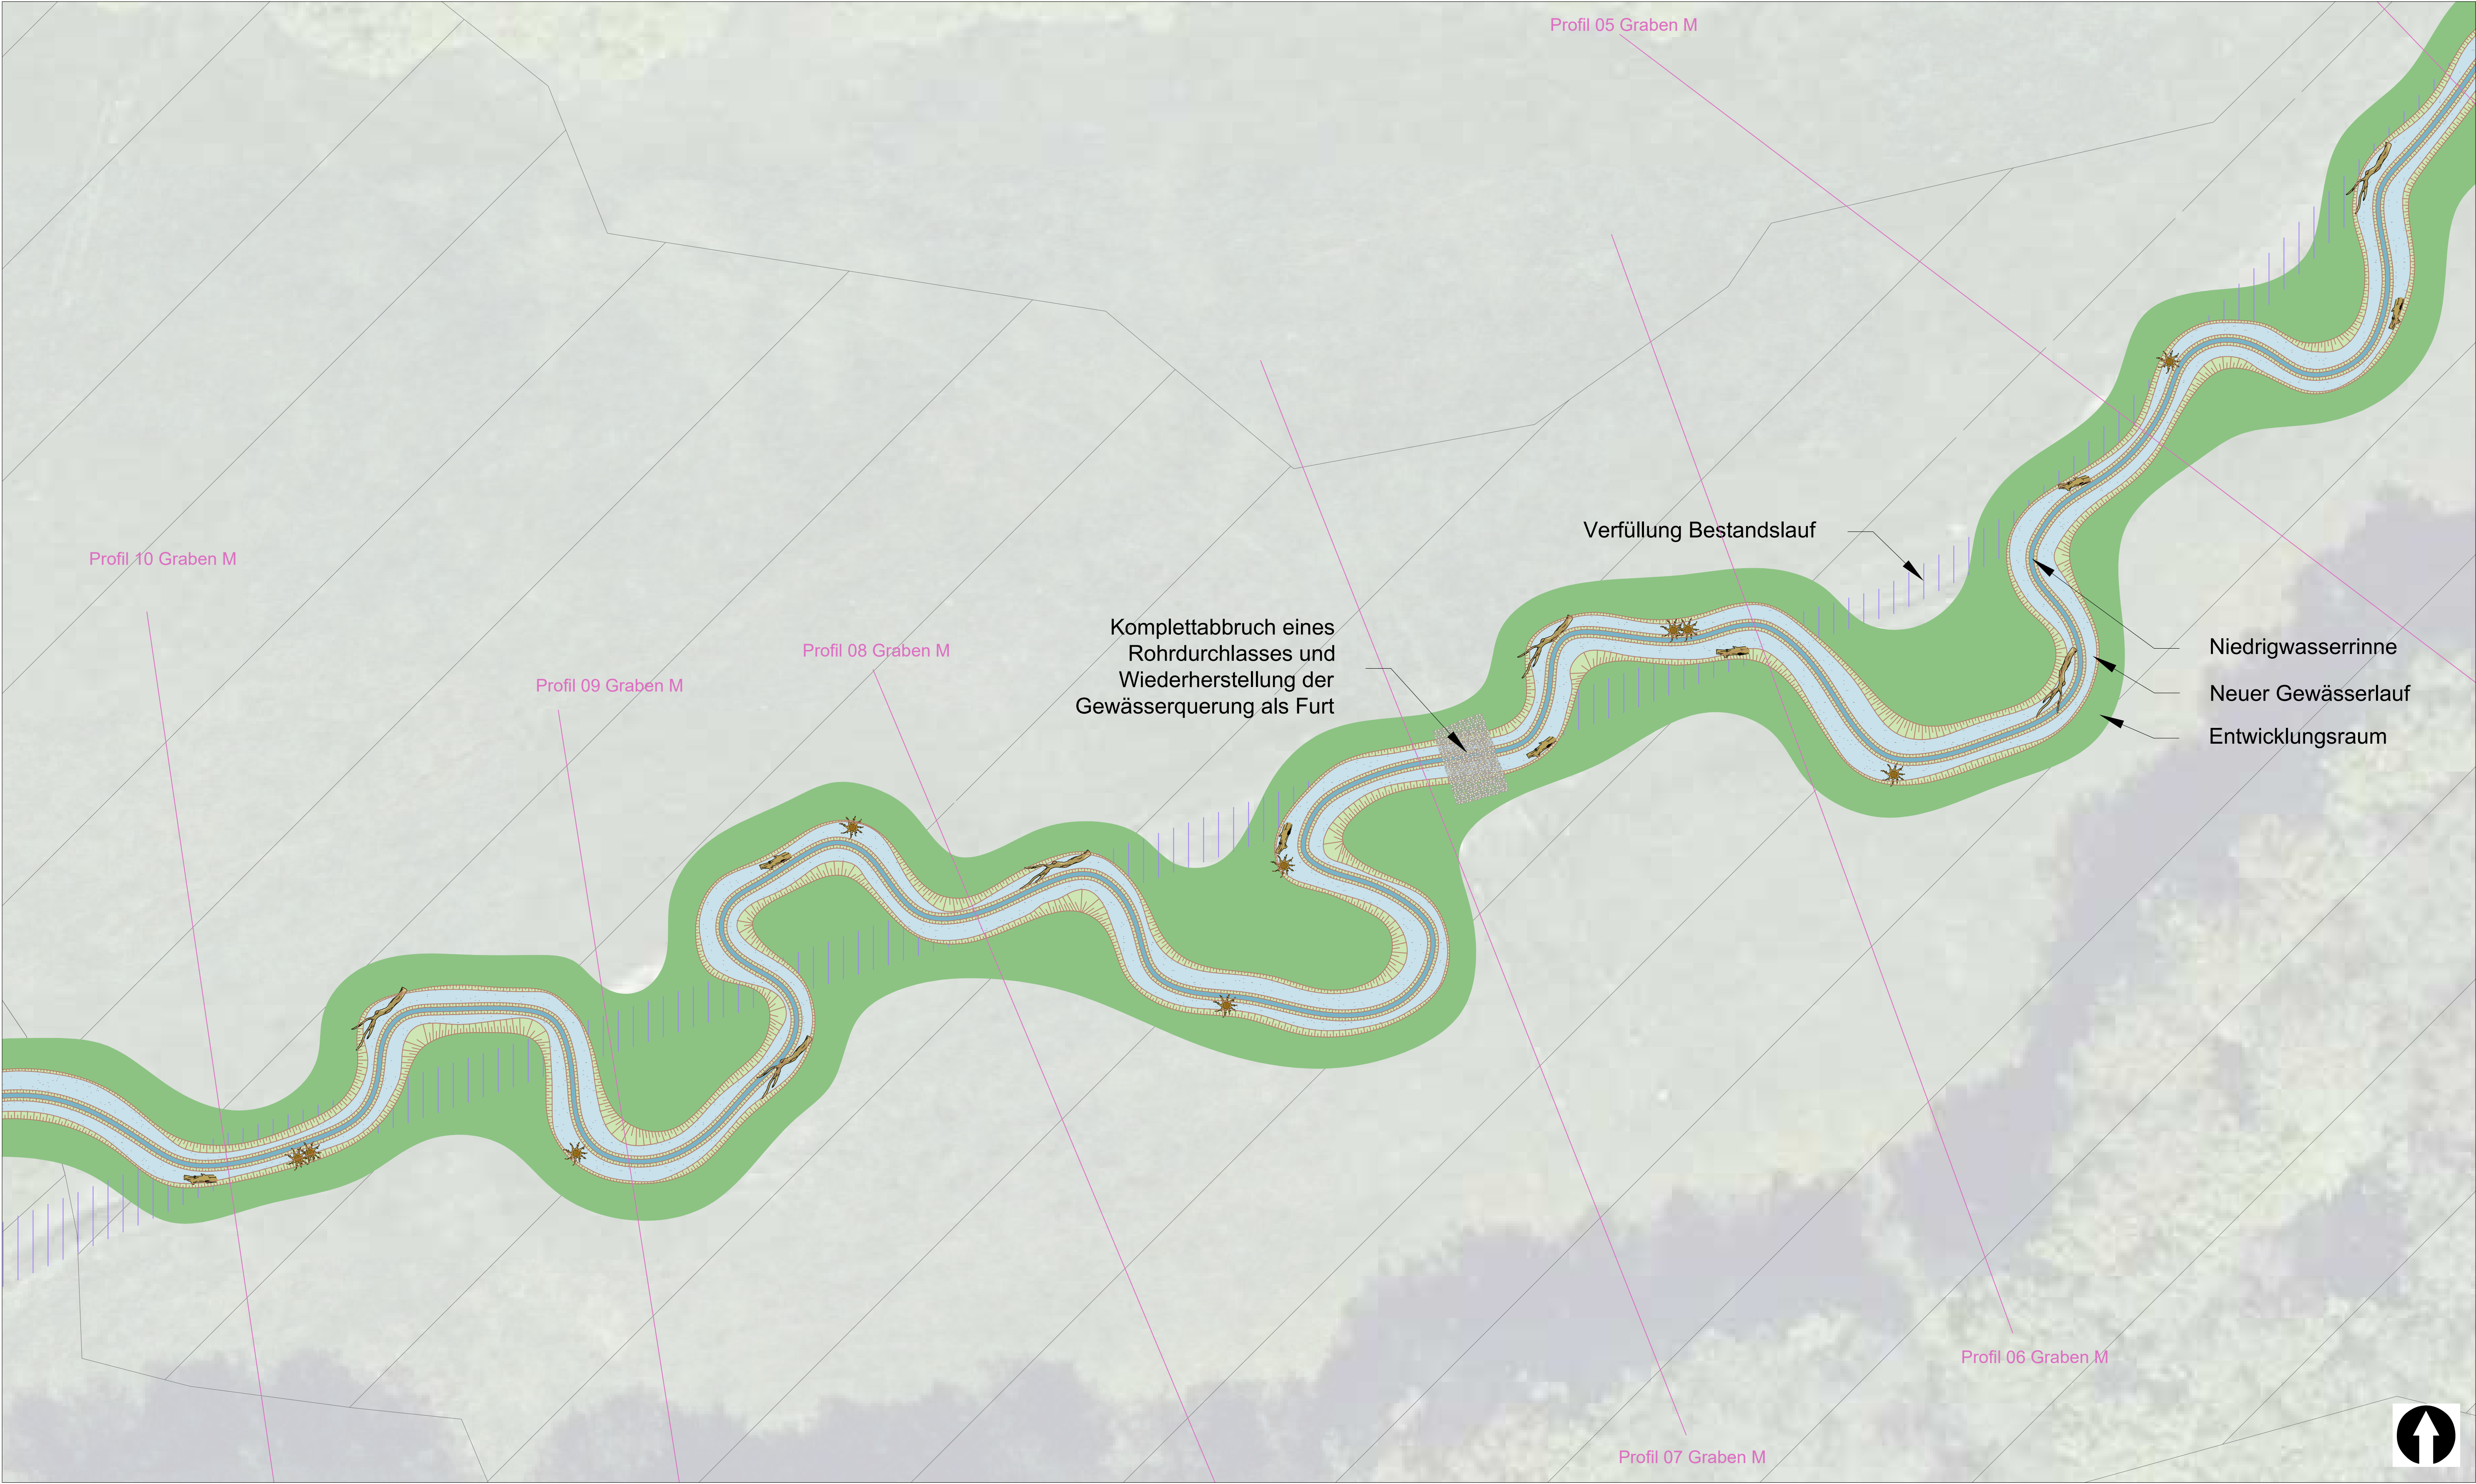 Profil 05 Graben M
Verfüllung Bestandslauf
Profil 10 Graben M
Komplettabbruch eines
Rohrdurchlasses und
Wiederherstellung der
Gewässerquerung als Furt
Profil 08 Graben M
Profil 09 Graben M
Niedrigwasserrinne
Neuer Gewässerlauf
Entwicklungsraum
Profil 06 Graben M
Profil 07 Graben M